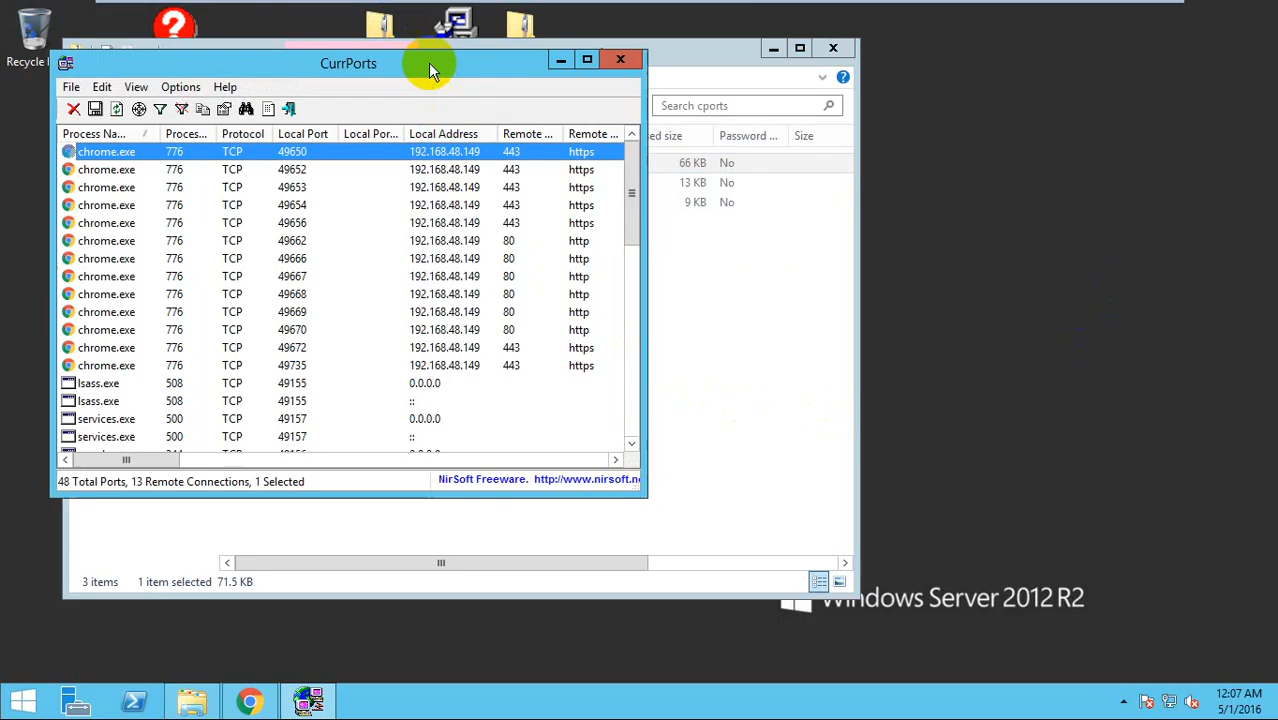 Recycle
CurrPorts
File Edit View Options Help
Search cports
Process Na... Proces... Protocol Local Port Local Por... Local Address Remote ... Remote ...
ed size Password ... Size
chrome.exe 776 TCP 49650 192.168.48.149 443 https
66 KB No
chrome.exe 776 TCP 49652 192.168.48.149 443 https
chrome.exe 776 TCP 49653 192.168.48.149 443 https
13 KB No
chrome.exe 776 TCP 49654 192.168.48.149 443 https
9 KB No
chrome.exe 776 TCP 49656 192.168.48.149 443 https
chrome.exe 776 TCP 49662 192.168.48.149 80 http
chrome.exe 776 TCP 49666 192.168.48.149 80 http
chrome.exe 776 TCP 49667 192.168.48.149 80 http
chrome.exe 776 TCP 49668 192.168.48.149 80 http
chrome.exe 776 TCP 49669 192.168.48.149 80 http
chrome.exe 776 TCP 49670 192.168.48.149 80 http
chrome.exe 776 TCP 49672 192.168.48.149 443 https
chrome.exe 776 TCP 49735 192.168.48.149 443 https
lsass.exe 508 TCP 49155 0.0.0.0
lsass.exe 508 TCP 49155 ::
services.exe 500 TCP 49157 0.0.0.0
services.exe 500 TCP 49157 ::
48 Total Ports, 13 Remote Connections, 1 Selected
NirSoft Freeware. http://www.nirsoft.ne
3 items 1 item selected 71.5 KB
Windows Server 2012 R2
12:07 AM
5/1/2016